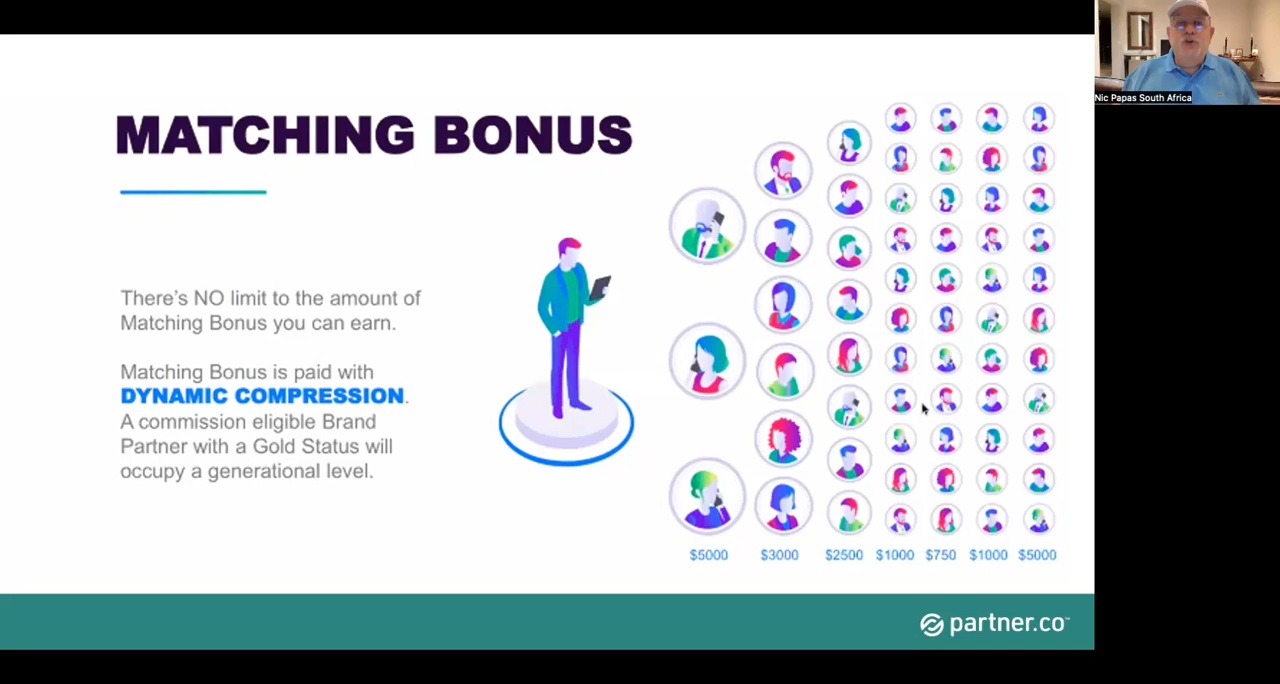 MATCHING BONUS
There's NO limit to the amount of
Matching Bonus you can earn.
Matching Bonus is paid with
DYNAMIC COMPRESSION.
A commission eligible Brand
Partner with a Gold Status will
occupy a generational level.
$5000 $3000 $2500 $1000 $750 $1000 $5000
partner.co™
Nic Papas South Africa